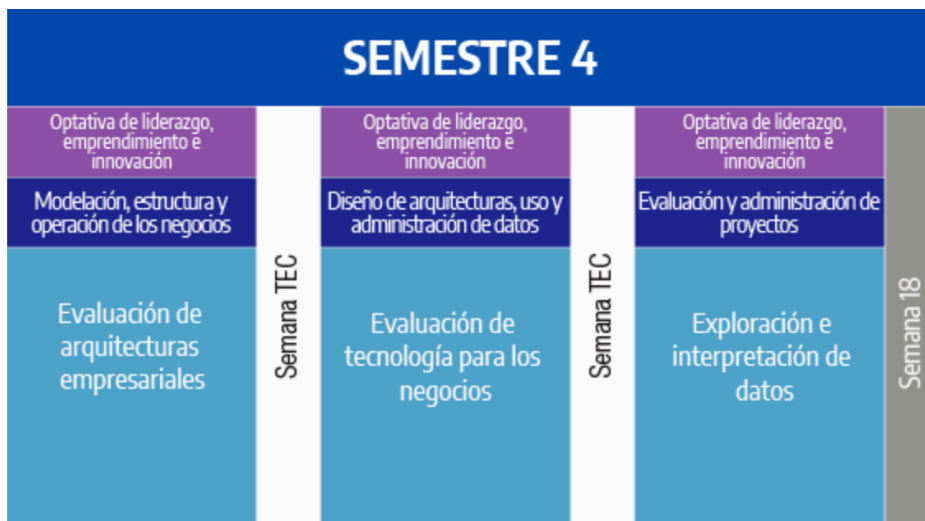 SEMESTRE 4
Optativa de liderazgo,
emprendimiento e
innovación
Modelación, estructura y
operación de los negocios
Evaluación de
arquitecturas
empresariales
Semana TEC
Optativa de liderazgo,
emprendimiento e
innovación
Diseño de arquitecturas, uso y
administración de datos
Evaluación de
tecnología para los
negocios
Semana TEC
Optativa de liderazgo,
emprendimiento e
innovación
Evaluación y administración de
proyectos
Exploración e
interpretación de
datos
Semana 18